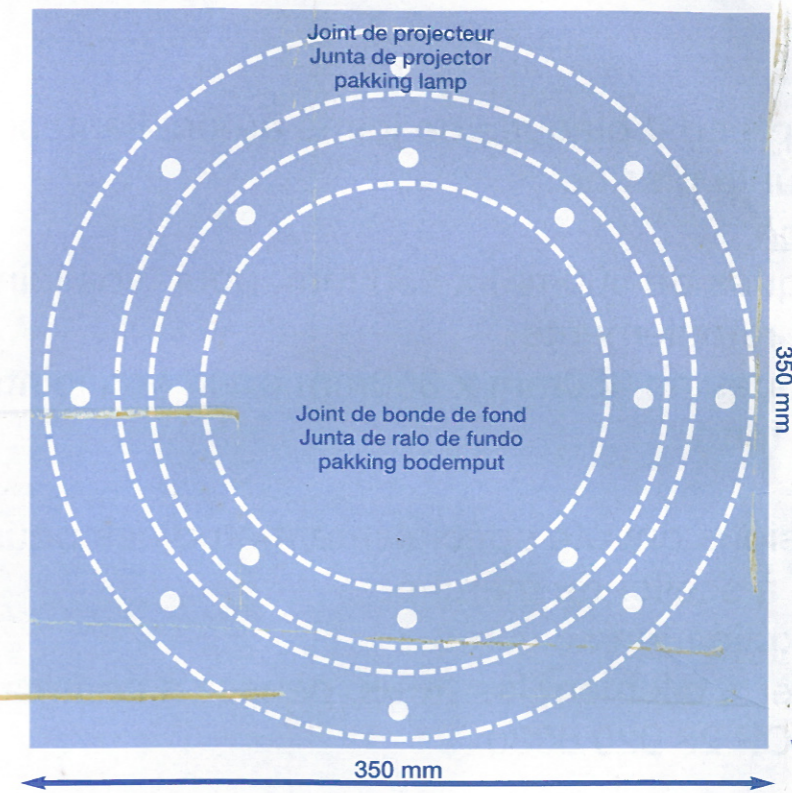 Joint de projecteur
Junta de projector
pakking lamp
350 mm
Joint de bonde de fond
Junta de ralo de fundo
pakking bodemput
350 mm